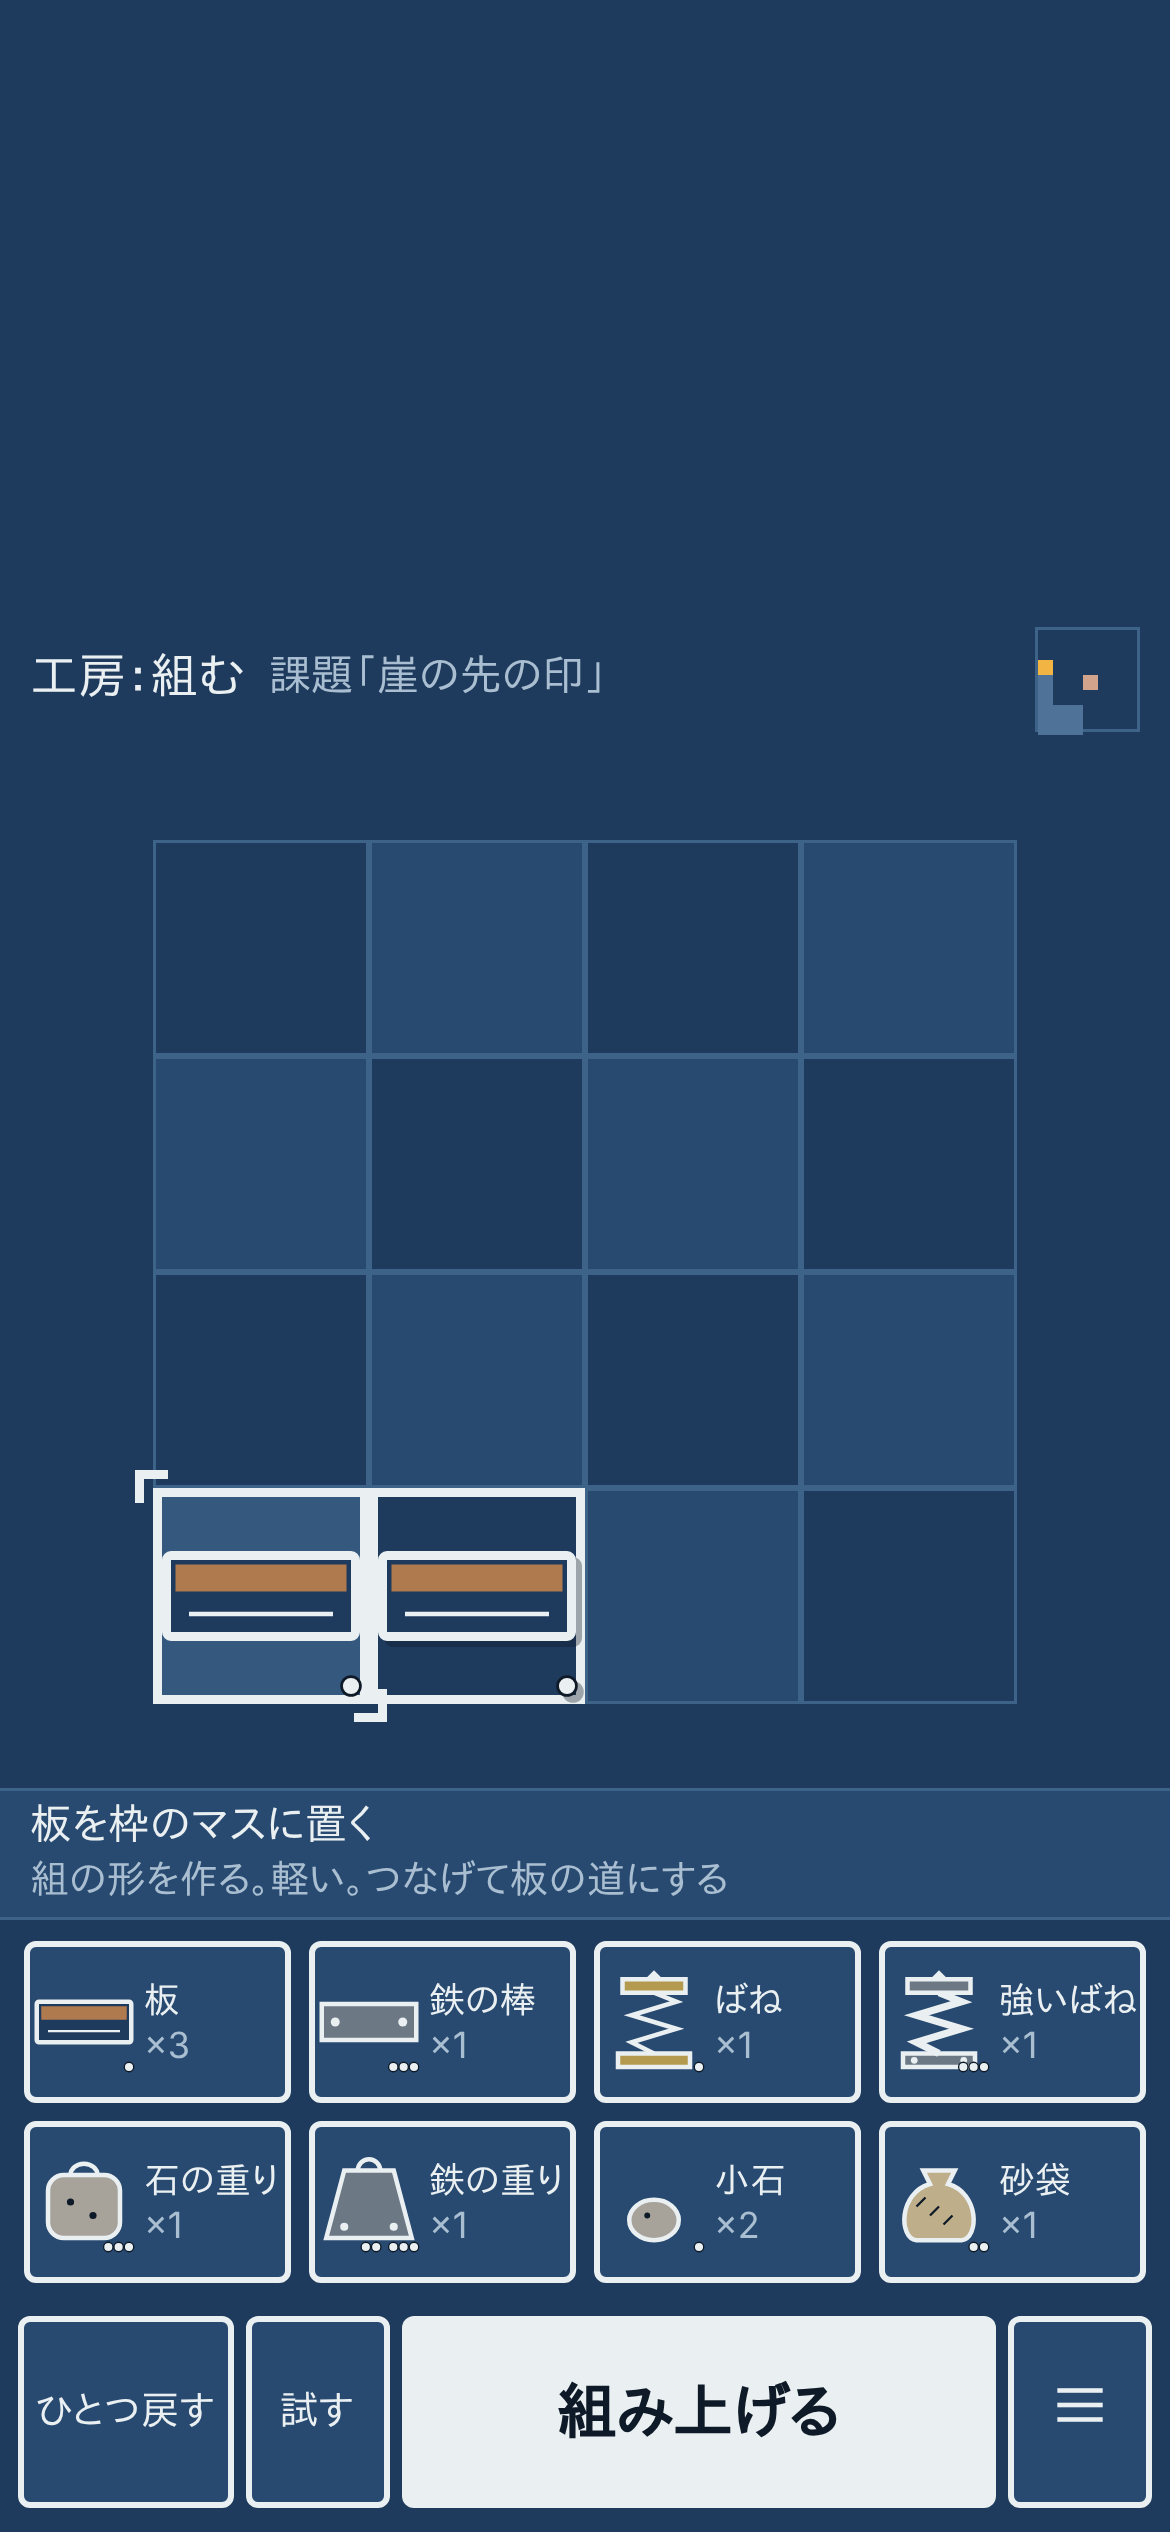 工房:組む 課題「崖の先の印」
板を枠のマスに置く
組の形を作る。軽い。つなげて板の道にする
板 ×3
鉄の棒 ×1
ばね ×1
強いばね ×1
石の重り ×1
鉄の重り ×1
小石 ×2
砂袋 ×1
ひとつ戻す
試す
組み上げる